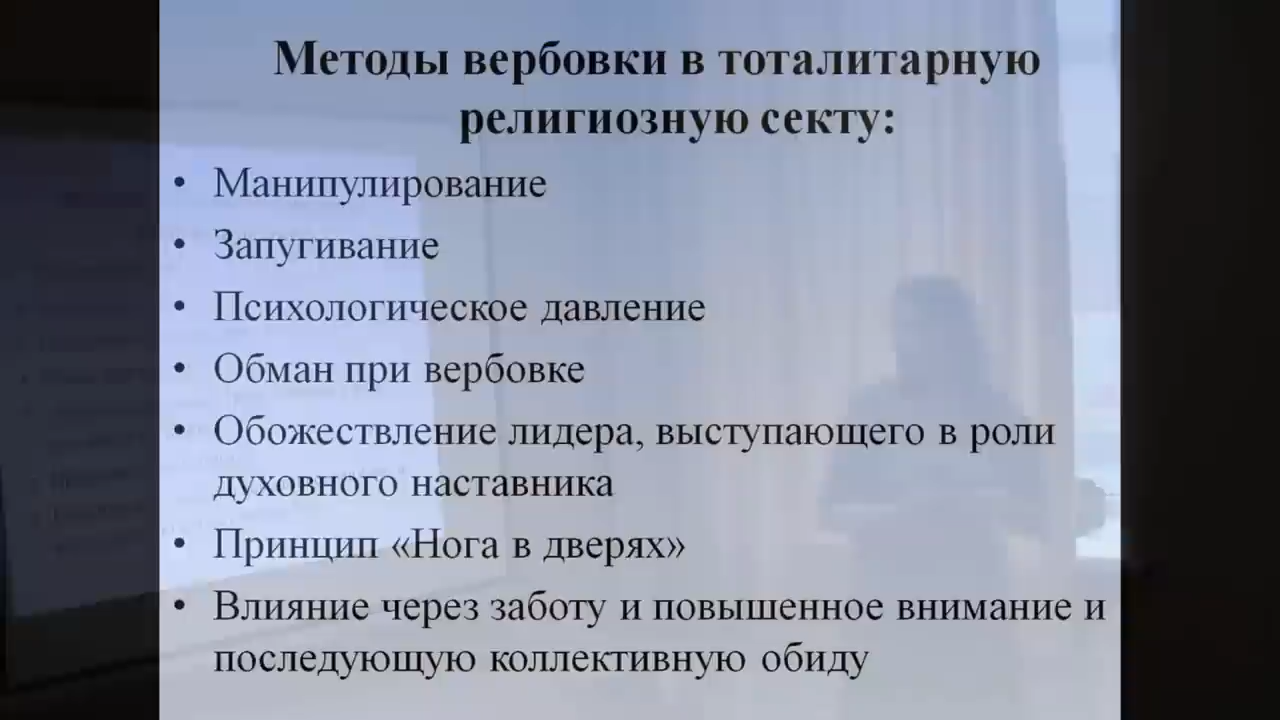 Методы вербовки в тоталитарную
религиозную секту:
• Манипулирование
• Запугивание
• Психологическое давление
• Обман при вербовке
• Обожествление лидера, выступающего в роли
духовного наставника
• Принцип «Нога в дверях»
• Влияние через заботу и повышенное внимание и
последующую коллективную обиду